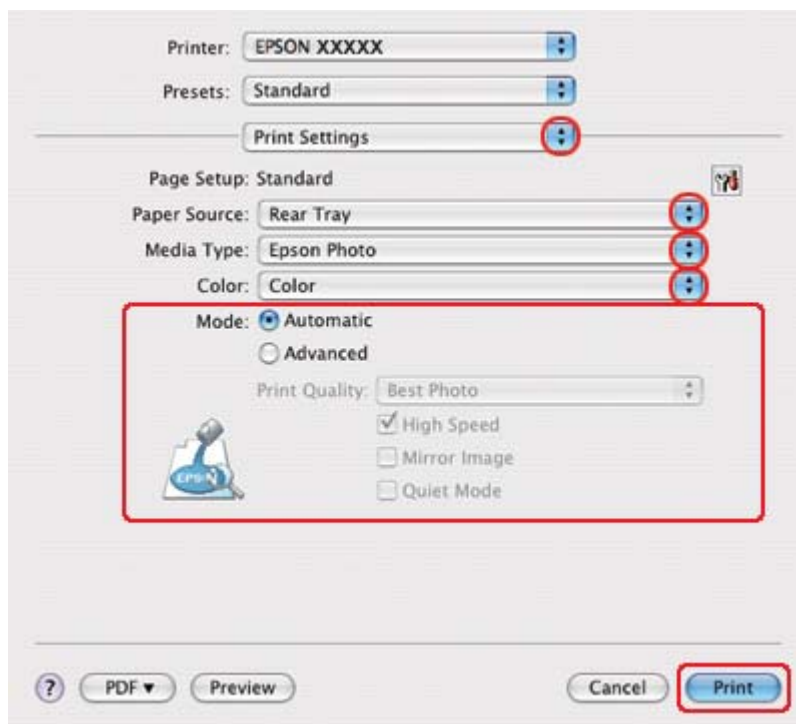 Printer: EPSON XXXXX
Presets: Standard
Print Settings
Page Setup: Standard
Paper Source: Rear Tray
Media Type: Epson Photo
Color: Color
Mode: Automatic
Advanced
Print Quality: Best Photo
High Speed
Mirror Image
Quiet Mode
EPSON
? PDF Preview Cancel Print